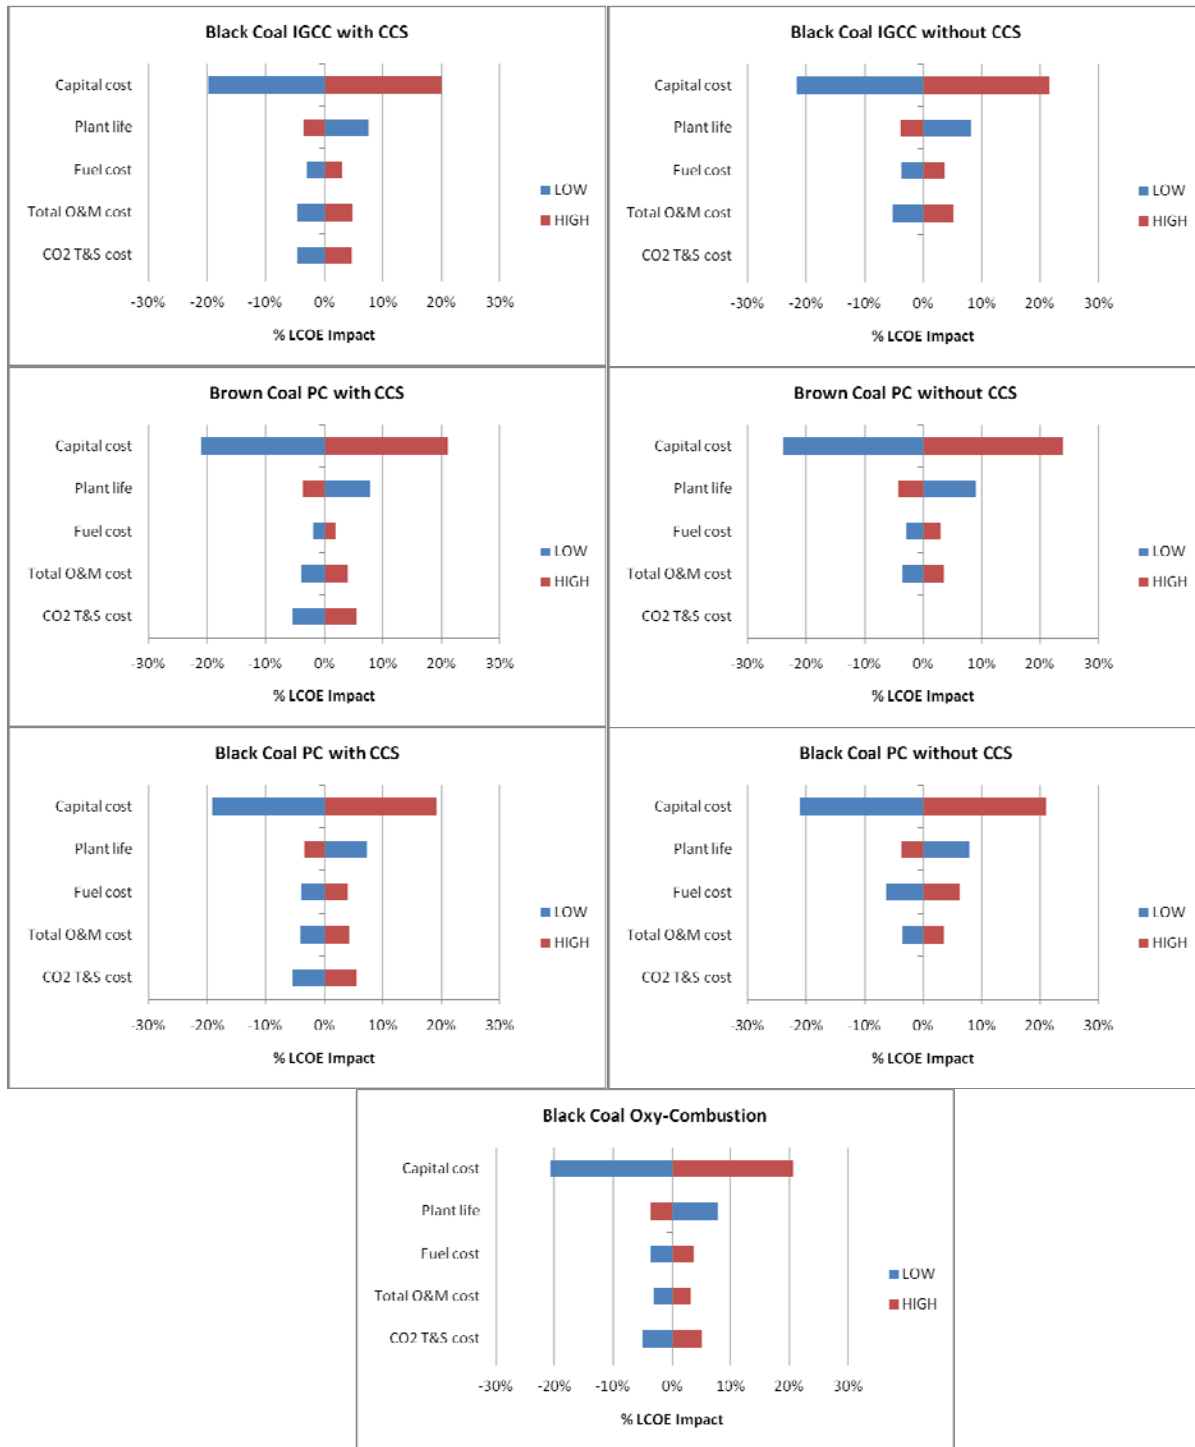 Black Coal IGCC with CCS
Capital cost
Plant life
Fuel cost
Total O&M cost
CO2 T&S cost
LOW
HIGH
-30% -20% -10% 0% 10% 20% 30%
% LCOE Impact
Black Coal IGCC without CCS
Capital cost
Plant life
Fuel cost
Total O&M cost
CO2 T&S cost
LOW
HIGH
-30% -20% -10% 0% 10% 20% 30%
% LCOE Impact
Brown Coal PC with CCS
Capital cost
Plant life
Fuel cost
Total O&M cost
CO2 T&S cost
LOW
HIGH
-30% -20% -10% 0% 10% 20% 30%
% LCOE Impact
Brown Coal PC without CCS
Capital cost
Plant life
Fuel cost
Total O&M cost
CO2 T&S cost
LOW
HIGH
-30% -20% -10% 0% 10% 20% 30%
% LCOE Impact
Black Coal PC with CCS
Capital cost
Plant life
Fuel cost
Total O&M cost
CO2 T&S cost
LOW
HIGH
-30% -20% -10% 0% 10% 20% 30%
% LCOE Impact
Black Coal PC without CCS
Capital cost
Plant life
Fuel cost
Total O&M cost
CO2 T&S cost
LOW
HIGH
-30% -20% -10% 0% 10% 20% 30%
% LCOE Impact
Black Coal Oxy-Combustion
Capital cost
Plant life
Fuel cost
Total O&M cost
CO2 T&S cost
LOW
HIGH
-30% -20% -10% 0% 10% 20% 30%
% LCOE Impact